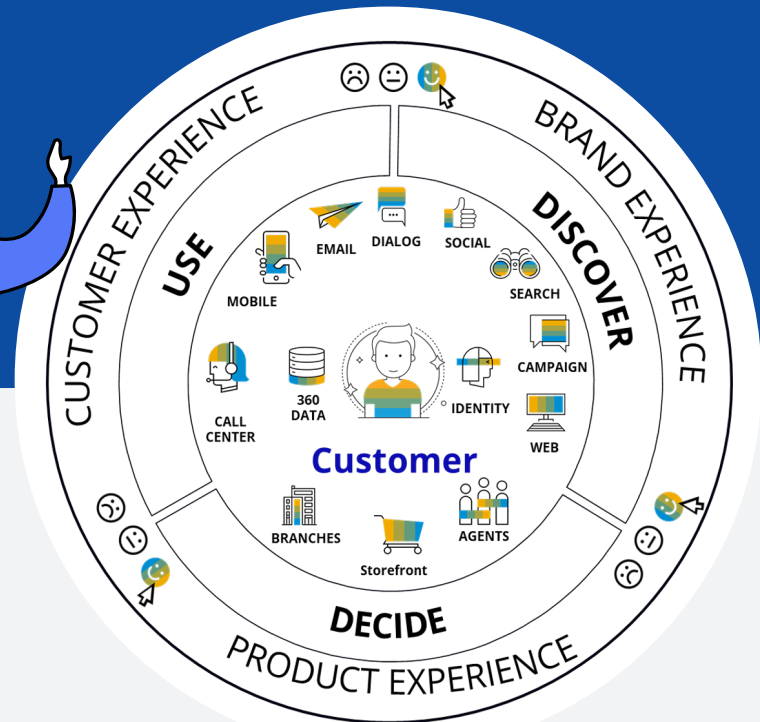 CUSTOMER EXPERIENCE
BRAND EXPERIENCE
USE
DISCOVER
EMAIL
DIALOG
SOCIAL
MOBILE
SEARCH
CAMPAIGN
CALL
CENTER
360
DATA
IDENTITY
WEB
Customer
BRANCHES
AGENTS
Storefront
DECIDE
PRODUCT EXPERIENCE